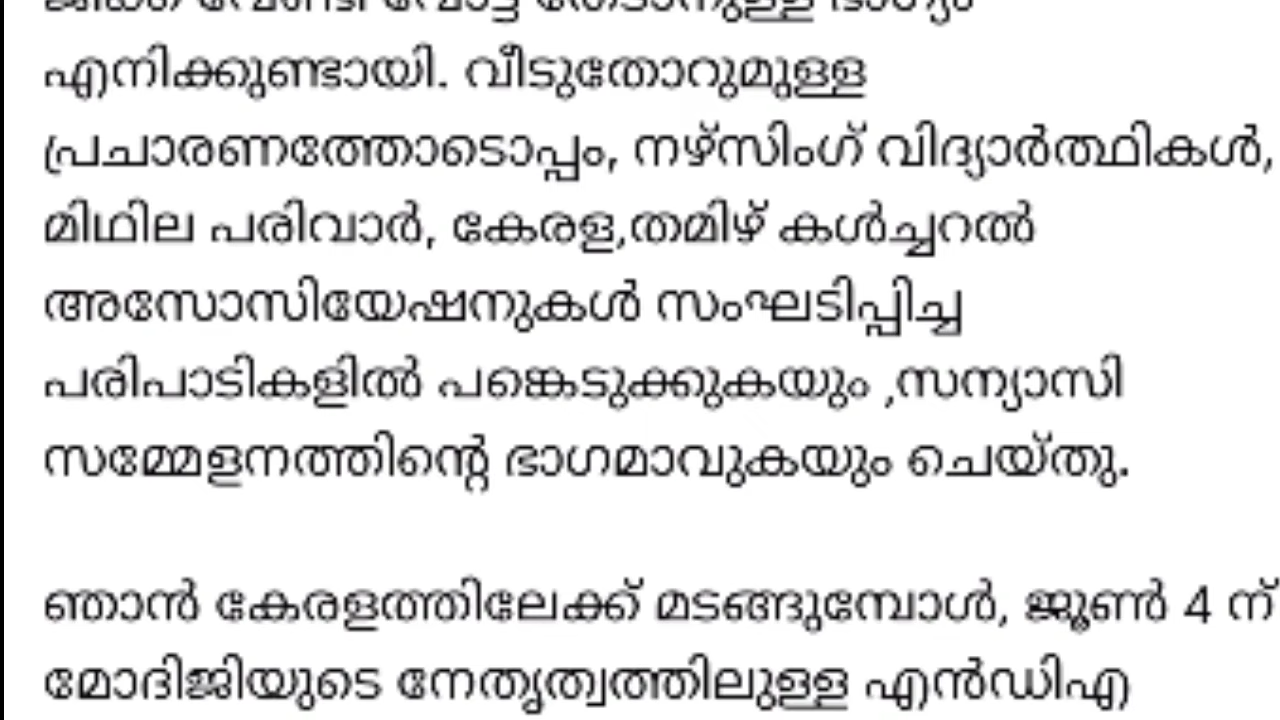 ജിക്ക് വേണ്ടി വോട്ട് തേടാനുള്ള ഭാഗ്യം
എനിക്കുണ്ടായി. വീടുതോറുമുള്ള
പ്രചാരണത്തോടൊപ്പം, നഴ്സിംഗ് വിദ്യാർത്ഥികൾ,
മിഥില പരിവാർ, കേരള,തമിഴ് കൾച്ചറൽ
അസോസിയേഷനുകൾ സംഘടിപ്പിച്ച
പരിപാടികളിൽ പങ്കെടുക്കുകയും ,സന്യാസി
സമ്മേളനത്തിന്റെ ഭാഗമാവുകയും ചെയ്തു.
ഞാൻ കേരളത്തിലേക്ക് മടങ്ങുമ്പോൾ, ജൂൺ 4 ന്
മോദിജിയുടെ നേതൃത്വത്തിലുള്ള എൻഡിഎ